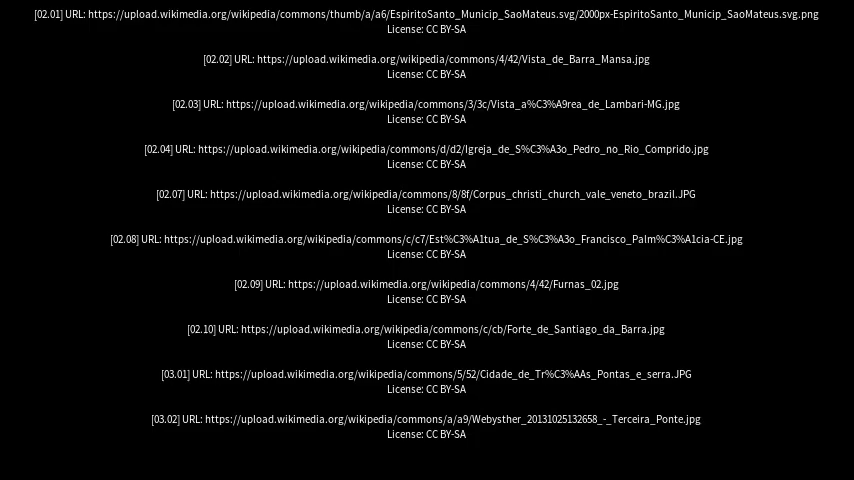 [02.01] URL: https://upload.wikimedia.org/wikipedia/commons/thumb/a/a6/EspiritoSanto_Municip_SaoMateus.svg/2000px-EspiritoSanto_Municip_SaoMateus.svg.png
License: CC BY-SA
[02.02] URL: https://upload.wikimedia.org/wikipedia/commons/4/42/Vista_de_Barra_Mansa.jpg
License: CC BY-SA
[02.03] URL: https://upload.wikimedia.org/wikipedia/commons/3/3c/Vista_a%C3%A9rea_de_Lambari-MG.jpg
License: CC BY-SA
[02.04] URL: https://upload.wikimedia.org/wikipedia/commons/d/d2/Igreja_de_S%C3%A3o_Pedro_no_Rio_Comprido.jpg
License: CC BY-SA
[02.07] URL: https://upload.wikimedia.org/wikipedia/commons/8/8f/Corpus_christi_church_vale_veneto_brazil.JPG
License: CC BY-SA
[02.08] URL: https://upload.wikimedia.org/wikipedia/commons/c/c7/Est%C3%A1tua_de_S%C3%A3o_Francisco_Palm%C3%A1cia-CE.jpg
License: CC BY-SA
[02.09] URL: https://upload.wikimedia.org/wikipedia/commons/4/42/Furnas_02.jpg
License: CC BY-SA
[02.10] URL: https://upload.wikimedia.org/wikipedia/commons/c/cb/Forte_de_Santiago_da_Barra.jpg
License: CC BY-SA
[03.01] URL: https://upload.wikimedia.org/wikipedia/commons/5/52/Cidade_de_Tr%C3%AAs_Pontas_e_serra.JPG
License: CC BY-SA
[03.02] URL: https://upload.wikimedia.org/wikipedia/commons/a/a9/Webysther_20131025132658_-_Terceira_Ponte.jpg
License: CC BY-SA